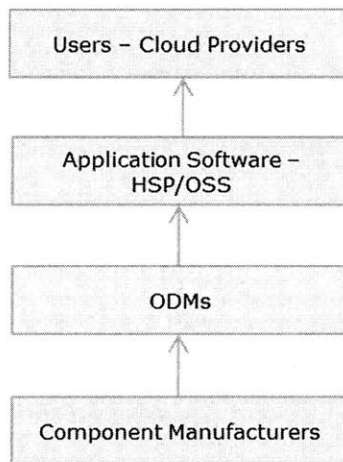 Users – Cloud Providers
Application Software –
HSP/OSS
ODMs
Component Manufacturers